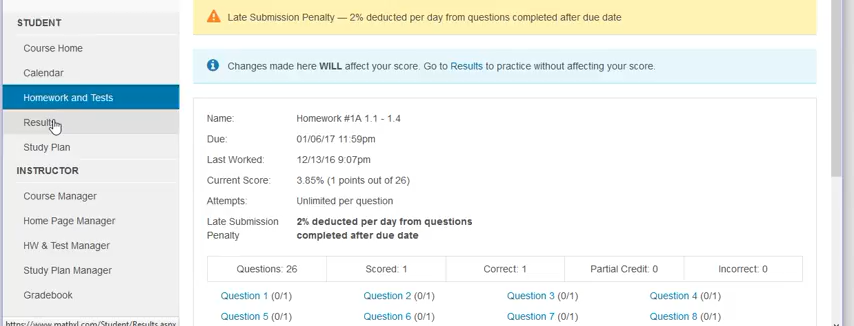 STUDENT
Course Home
Calendar
Homework and Tests
Results
Study Plan
INSTRUCTOR
Course Manager
Home Page Manager
HW & Test Manager
Study Plan Manager
Gradebook
https://www.mathxl.com/Student/Results.aspx
Late Submission Penalty — 2% deducted per day from questions completed after due date
Changes made here WILL affect your score. Go to Results to practice without affecting your score.
Name: Homework #1A 1.1 - 1.4
Due: 01/06/17 11:59pm
Last Worked: 12/13/16 9:07pm
Current Score: 3.85% (1 points out of 26)
Attempts: Unlimited per question
Late Submission Penalty 2% deducted per day from questions completed after due date
Questions: 26 Scored: 1 Correct: 1 Partial Credit: 0 Incorrect: 0
Question 1 (0/1) Question 2 (0/1) Question 3 (0/1) Question 4 (0/1)
Question 5 (0/1) Question 6 (0/1) Question 7 (0/1) Question 8 (0/1)